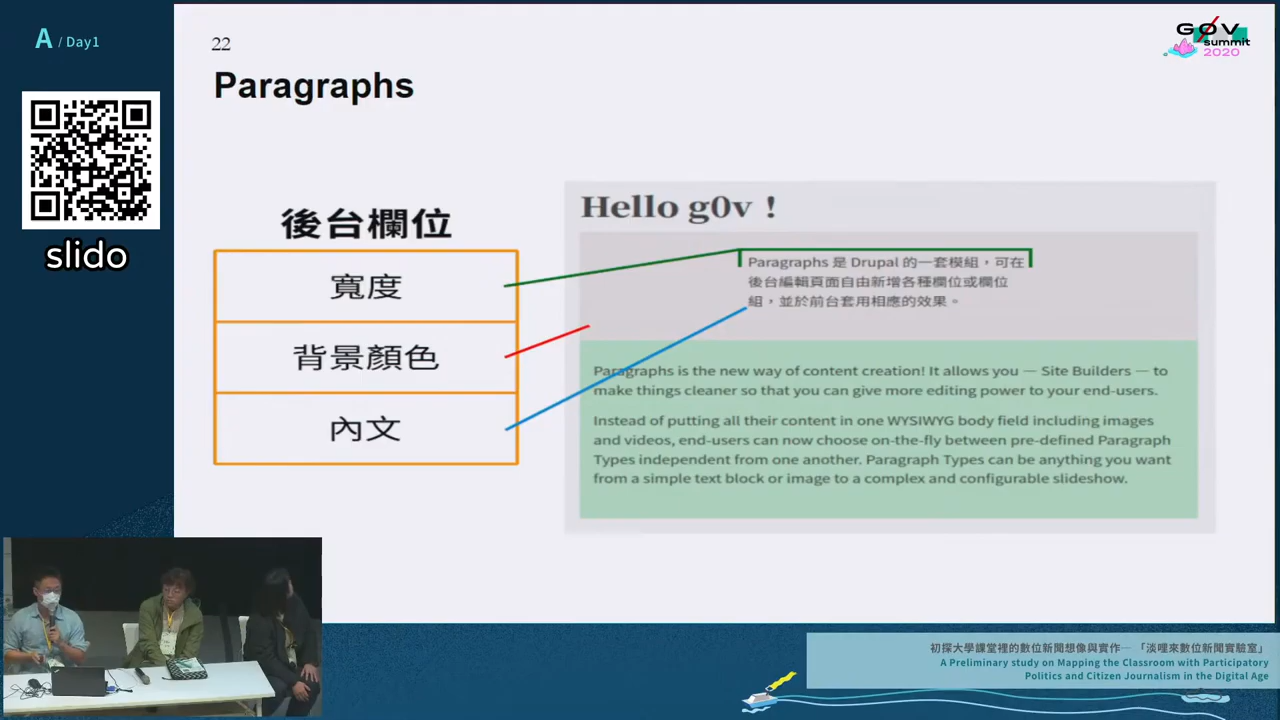 A / Day1
slido
22
Paragraphs
GØV
summit
2020
後台欄位
寬度
背景顏色
內文
Hello g0v！
Paragraphs 是 Drupal 的一套模組，可在
後台編輯頁面自由新增各種欄位或欄位
組，並於前台套用相應的效果。
Paragraphs is the new way of content creation! It allows you — Site Builders — to
make things cleaner so that you can give more editing power to your end-users.
Instead of putting all their content in one WYSIWYG body field including images
and videos, end-users can now choose on-the-fly between pre-defined Paragraph
Types independent from one another. Paragraph Types can be anything you want
from a simple text block or image to a complex and configurable slideshow.
初探大學課堂裡的數位新聞想像與實作─ 「淡哩來數位新聞實驗室」
A Preliminary study on Mapping the Classroom with Participatory
Politics and Citizen Journalism in the Digital Age